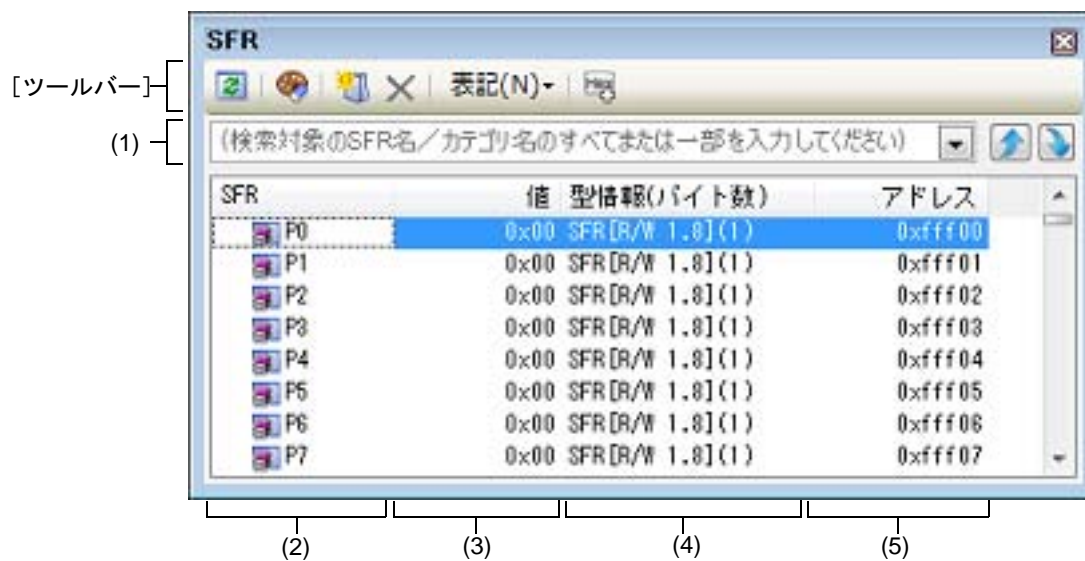 SFR
[ツールバー]
表記(N)
Hex
(1)
(検索対象のSFR名／カテゴリ名のすべてまたは一部を入力してください)
SFR 値 型情報(バイト数) アドレス
P0 0x00 SFR[R/W 1.8](1) 0xfff00
P1 0x00 SFR[R/W 1.8](1) 0xfff01
P2 0x00 SFR[R/W 1.8](1) 0xfff02
P3 0x00 SFR[R/W 1.8](1) 0xfff03
P4 0x00 SFR[R/W 1.8](1) 0xfff04
P5 0x00 SFR[R/W 1.8](1) 0xfff05
P6 0x00 SFR[R/W 1.8](1) 0xfff06
P7 0x00 SFR[R/W 1.8](1) 0xfff07
(2) (3) (4) (5)